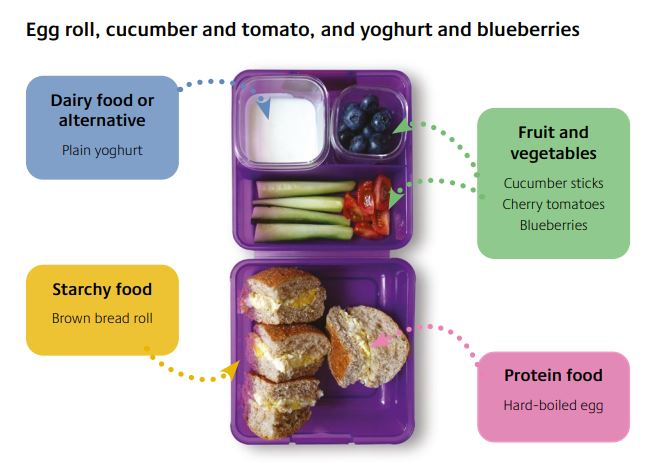 Egg roll, cucumber and tomato, and yoghurt and blueberries
Dairy food or
alternative
Plain yoghurt
Fruit and
vegetables
Cucumber sticks
Cherry tomatoes
Blueberries
Starchy food
Brown bread roll
Protein food
Hard-boiled egg